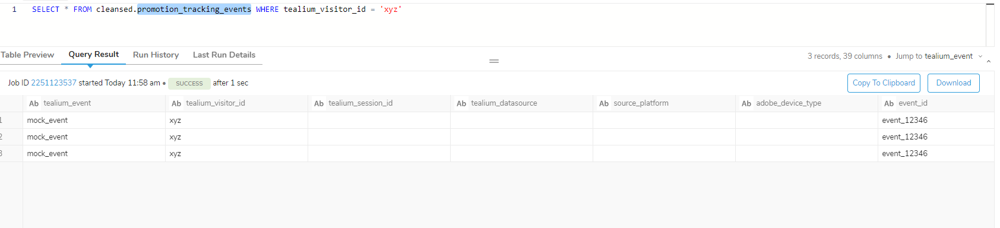 1 SELECT * FROM cleansed.promotion_tracking_events WHERE tealium_visitor_id = 'xyz'
Table Preview Query Result Run History Last Run Details 3 records, 39 columns • Jump to tealium_event
Job ID 2251123537 started Today 11:58 am • SUCCESS after 1 sec Copy To Clipboard Download
Ab tealium_event Ab tealium_visitor_id Ab tealium_session_id Ab tealium_datasource Ab source_platform Ab adobe_device_type Ab event_id
1 mock_event xyz event_12346
2 mock_event xyz event_12346
3 mock_event xyz event_12346